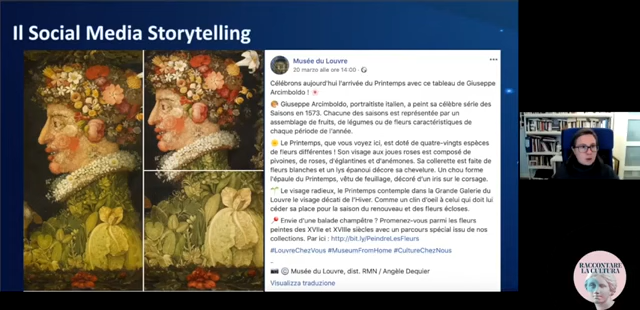 Il Social Media Storytelling
Musée du Louvre
20 marzo alle ore 14:00 ·
Célébrons aujourd'hui l'arrivée du Printemps avec ce tableau de Giuseppe
Arcimboldo !
Giuseppe Arcimboldo, portraitiste italien, a peint sa célèbre série des
Saisons en 1573. Chacune des saisons est représentée par un
assemblage de fruits, de légumes ou de fleurs caractéristiques de
chaque période de l'année.
Le Printemps, que vous voyez ici, est doté de quatre-vingts espèces
de fleurs différentes ! Son visage aux joues roses est composé de
pivoines, de roses, d'églantines et d'anémones. Sa collerette est faite de
fleurs blanches et un lys épanoui décore sa chevelure. Un chou forme
l'épaule du Printemps, vêtu de feuillage, décoré d'un iris sur le corsage.
Le visage radieux, le Printemps contemple dans la Grande Galerie du
Louvre le visage décati de l'Hiver. Comme un clin d'oeil à celui qui doit lui
céder sa place pour la saison du renouveau et des fleurs écloses.
Envie d'une balade champêtre ? Promenez-vous parmi les fleurs
peintes des XVIIe et XVIIIe siècles avec un parcours spécial issu de nos
collections. Par ici : http://bit.ly/PeindreLesFleurs
#LouvreChezVous #MuseumFromHome #CultureChezNous
-
© Musée du Louvre, dist. RMN / Angèle Dequier
Visualizza traduzione
RACCONTARE
LA CULTURA